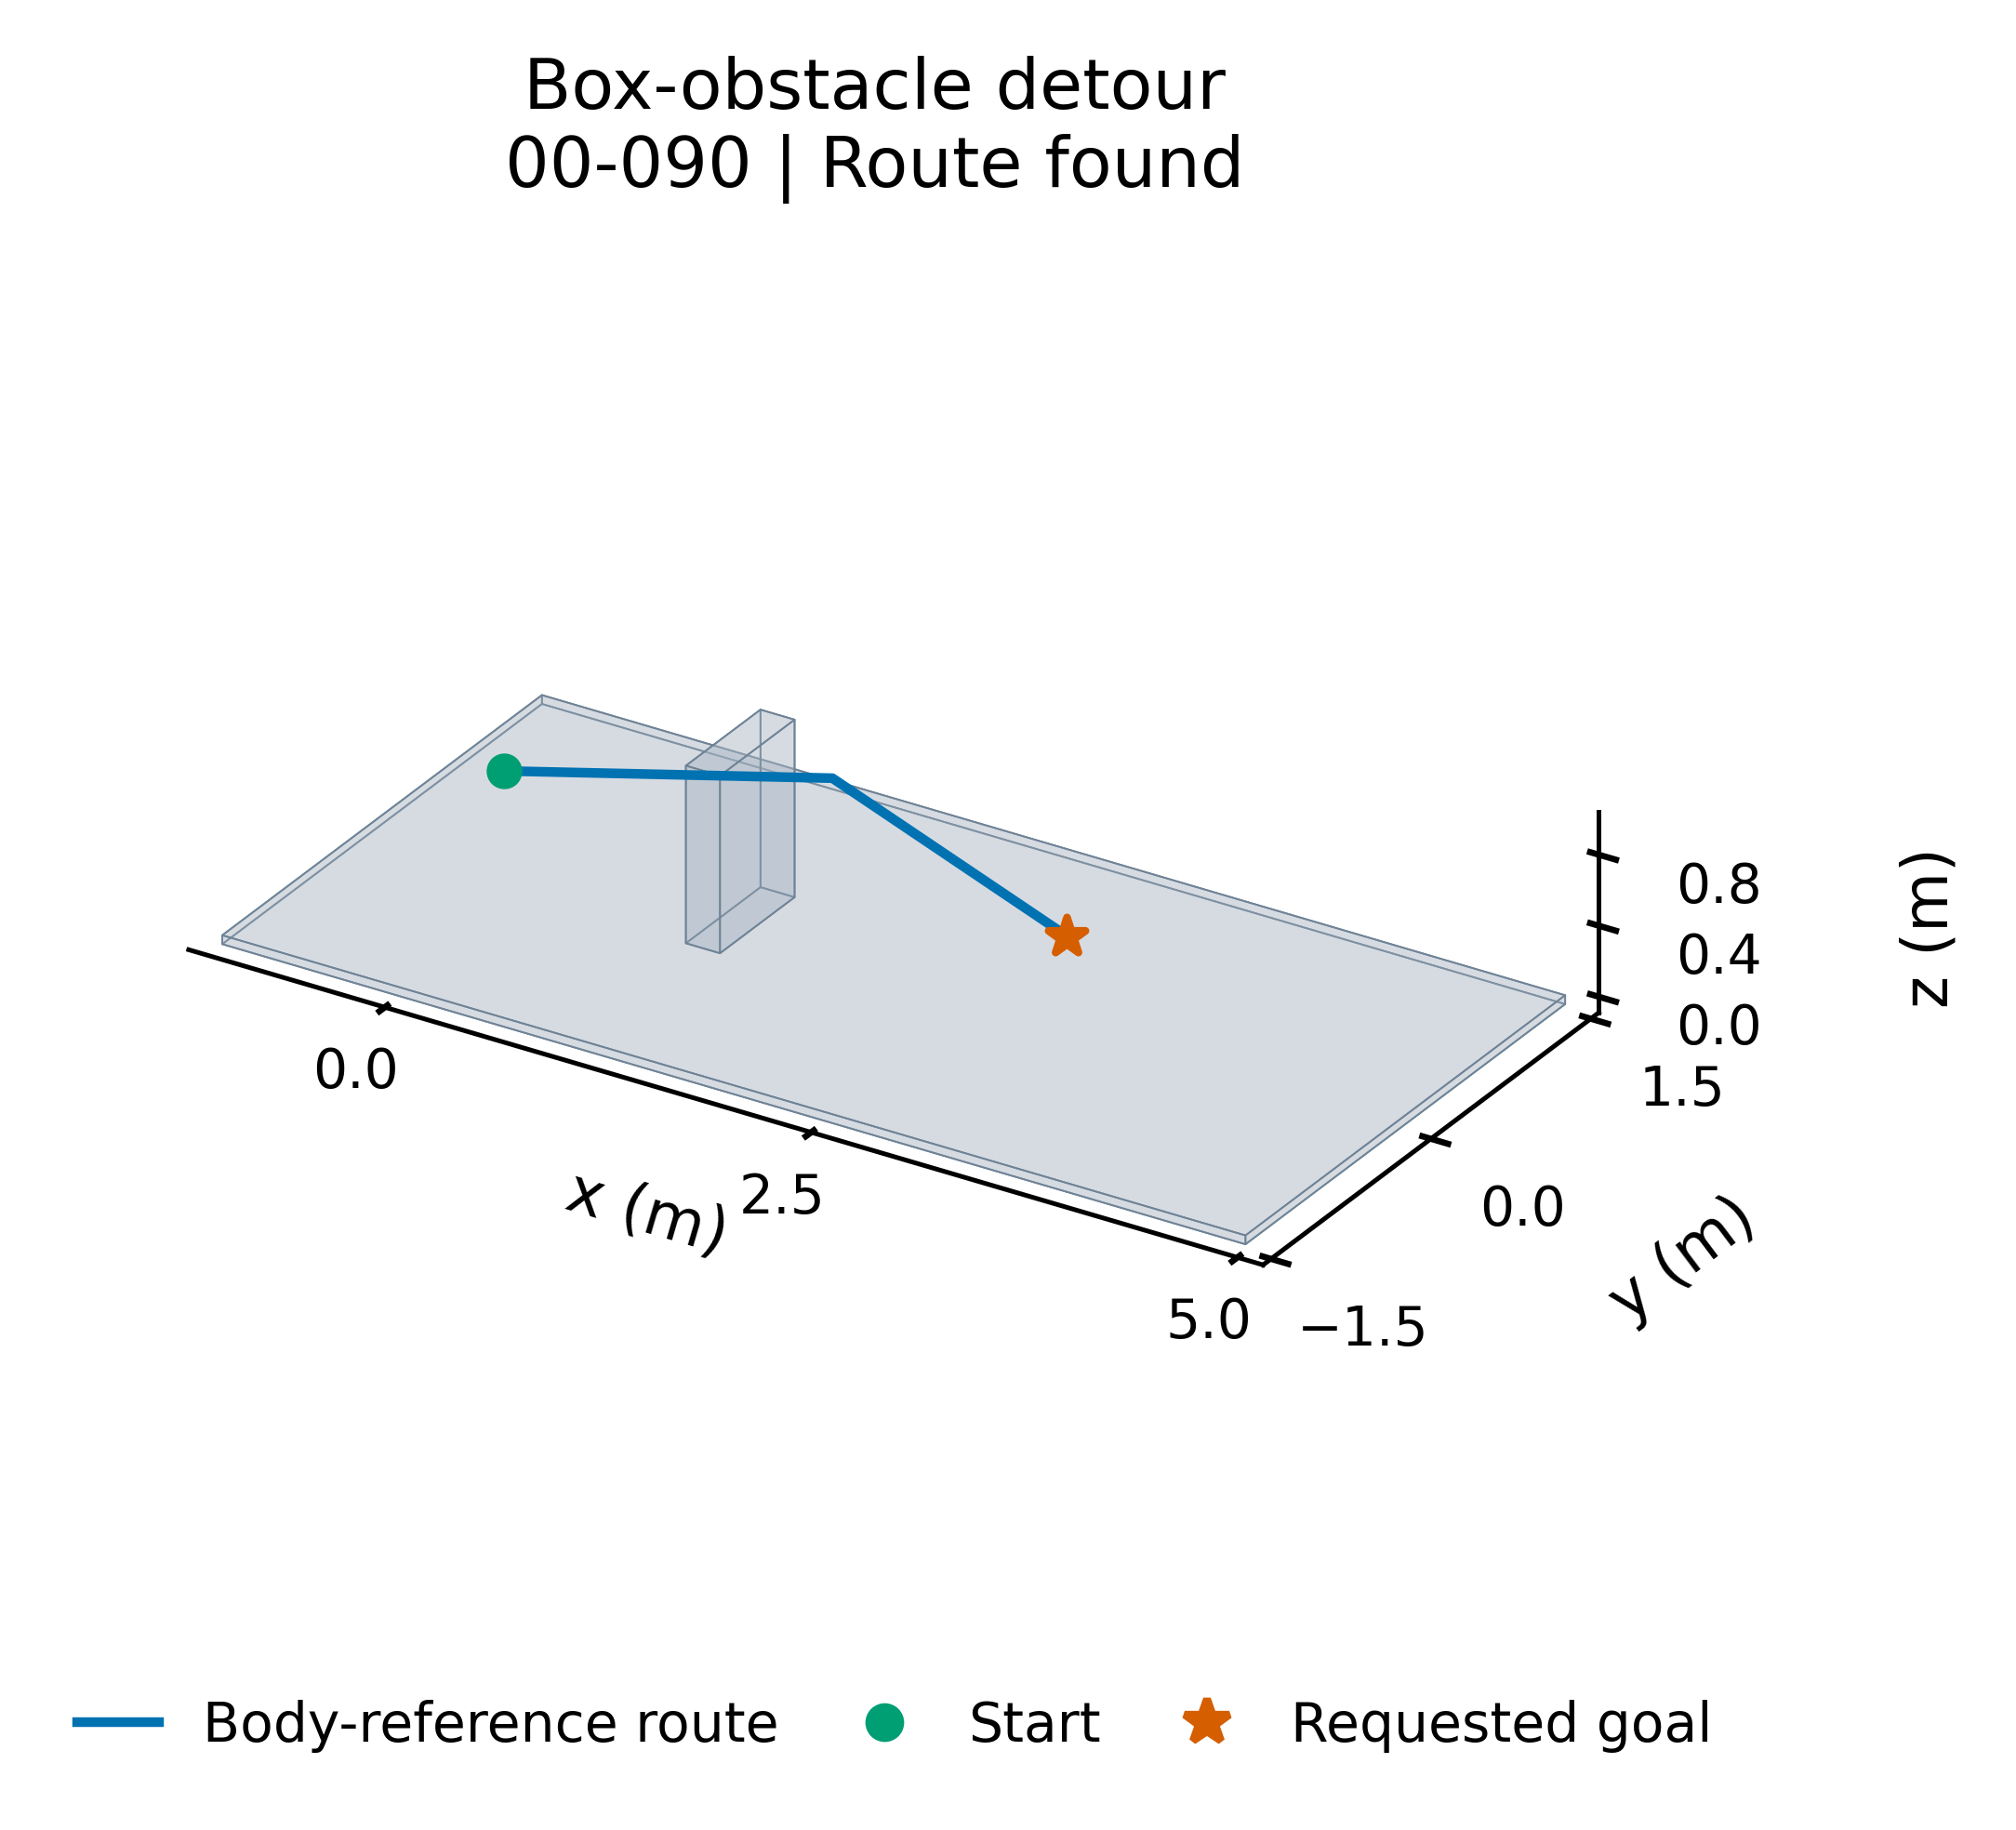 Box-obstacle detour
00-090 | Route found
0.8
0.4
0.0
z (m)
1.5
0.0
−1.5
y (m)
0.0
2.5
5.0
x (m)
Body-reference route
Start
Requested goal